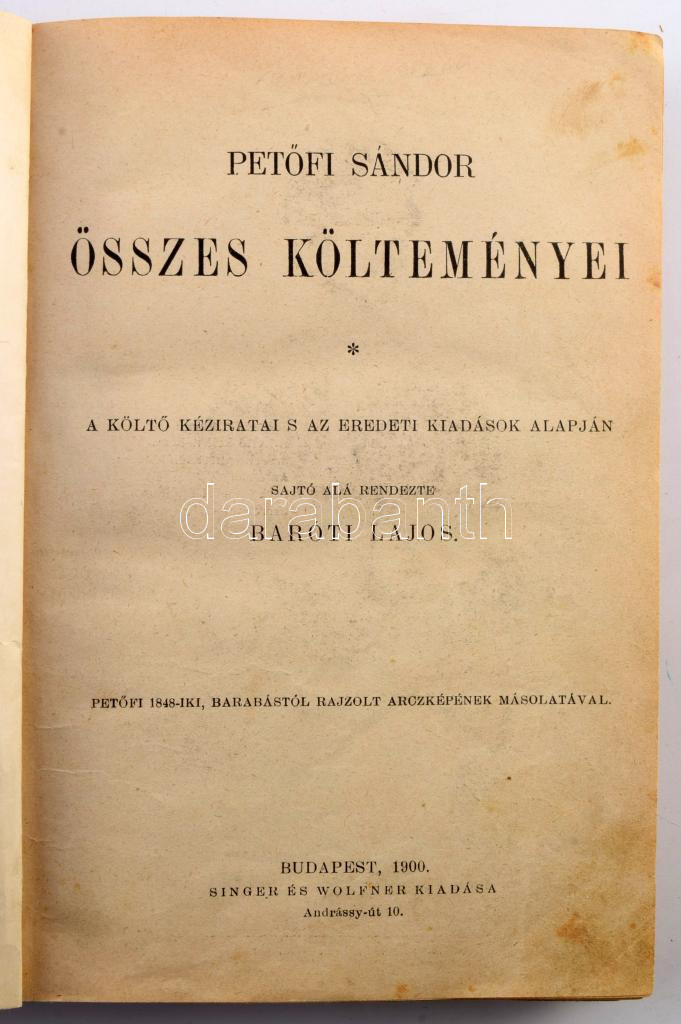 PETŐFI SÁNDOR
ÖSSZES KÖLTEMÉNYEI
*
A KÖLTŐ KÉZIRATAI S AZ EREDETI KIADÁSOK ALAPJÁN
SAJTÓ ALÁ RENDEZTE
darabanth
BARÓTI LAJOS.
PETŐFI 1848-IKI, BARABÁSTÓL RAJZOLT ARCZKÉPÉNEK MÁSOLATÁVAL.
BUDAPEST, 1900.
SINGER ÉS WOLFNER KIADÁSA
Andrássy-út 10.